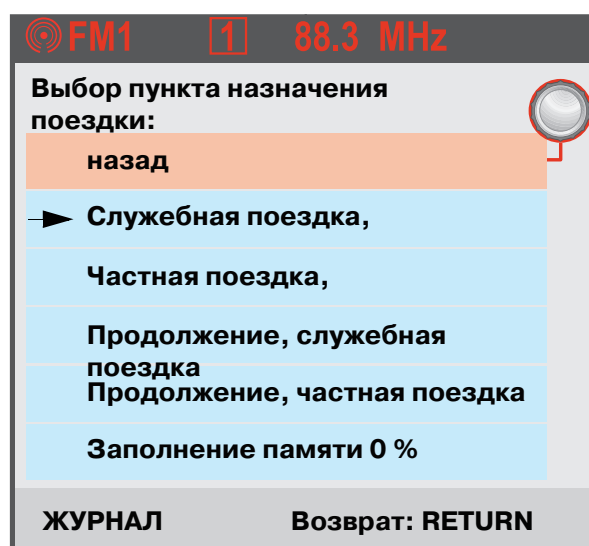 FM1 1 88.3 MHz
Выбор пункта назначения
поездки:
назад
Служебная поездка,
Частная поездка,
Продолжение, служебная
поездка
Продолжение, частная поездка
Заполнение памяти 0 %
ЖУРНАЛ Возврат: RETURN